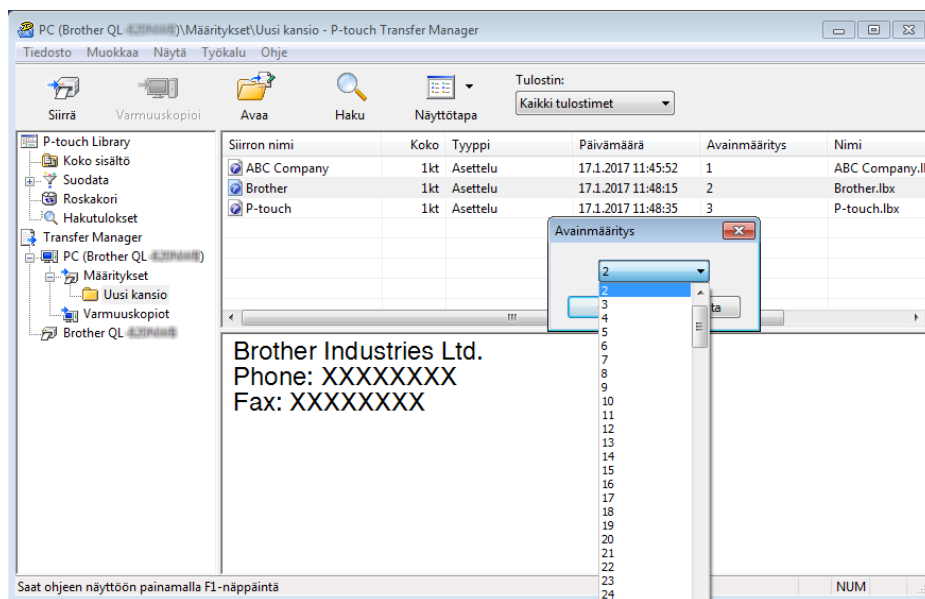 PC (Brother QL )\Määritykset\Uusi kansio - P-touch Transfer Manager
Tiedosto Muokkaa Näytä Työkalu Ohje
Siirrä Varmuuskopioi Avaa Haku Näyttötapa
Tulostin:
Kaikki tulostimet
P-touch Library
Koko sisältö
Suodata
Roskakori
Hakutulokset
Transfer Manager
PC (Brother QL )
Määritykset
Uusi kansio
Varmuuskopiot
Brother QL
Siirron nimi Koko Tyyppi Päivämäärä Avainmääritys Nimi
ABC Company 1kt Asettelu 17.1.2017 11:45:52 1 ABC Company.l
Brother 1kt Asettelu 17.1.2017 11:48:15 2 Brother.lbx
P-touch 1kt Asettelu 17.1.2017 11:48:35 3 P-touch.lbx
Avainmääritys
2
2
3
4
5
6
7
8
9
10
11
12
13
14
15
16
17
18
19
20
21
22
23
24
ta
Brother Industries Ltd.
Phone: XXXXXXXX
Fax: XXXXXXXX
Saat ohjeen näyttöön painamalla F1-näppäintä
NUM